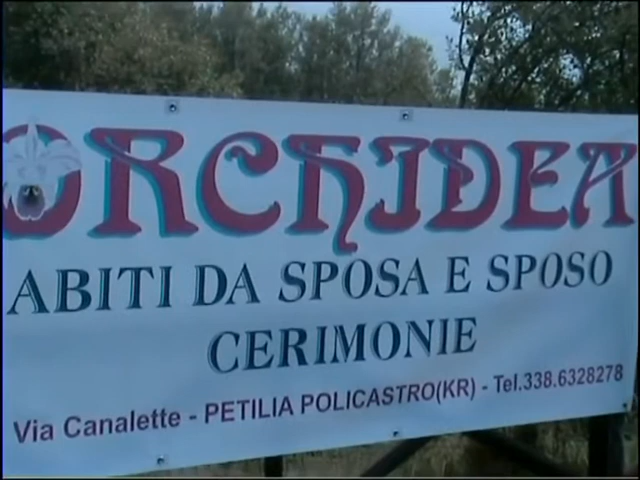 ORCHIDEA
ABITI DA SPOSA E SPOSO
CERIMONIE
Via Canalette - PETILIA POLICASTRO(KR) - Tel.338.6328278